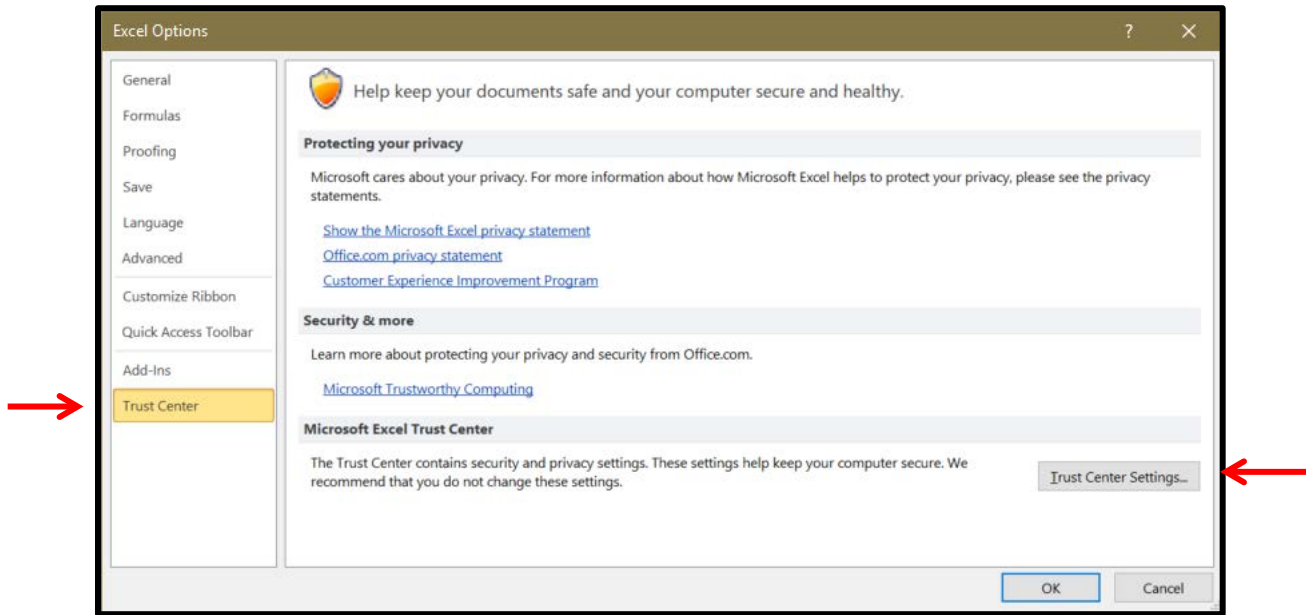 Excel Options
?
General
Formulas
Proofing
Save
Language
Advanced
Customize Ribbon
Quick Access Toolbar
Add-Ins
Trust Center
Help keep your documents safe and your computer secure and healthy.
Protecting your privacy
Microsoft cares about your privacy. For more information about how Microsoft Excel helps to protect your privacy, please see the privacy
statements.
Show the Microsoft Excel privacy statement
Office.com privacy statement
Customer Experience Improvement Program
Security & more
Learn more about protecting your privacy and security from Office.com.
Microsoft Trustworthy Computing
Microsoft Excel Trust Center
The Trust Center contains security and privacy settings. These settings help keep your computer secure. We
recommend that you do not change these settings.
Trust Center Settings...
OK
Cancel